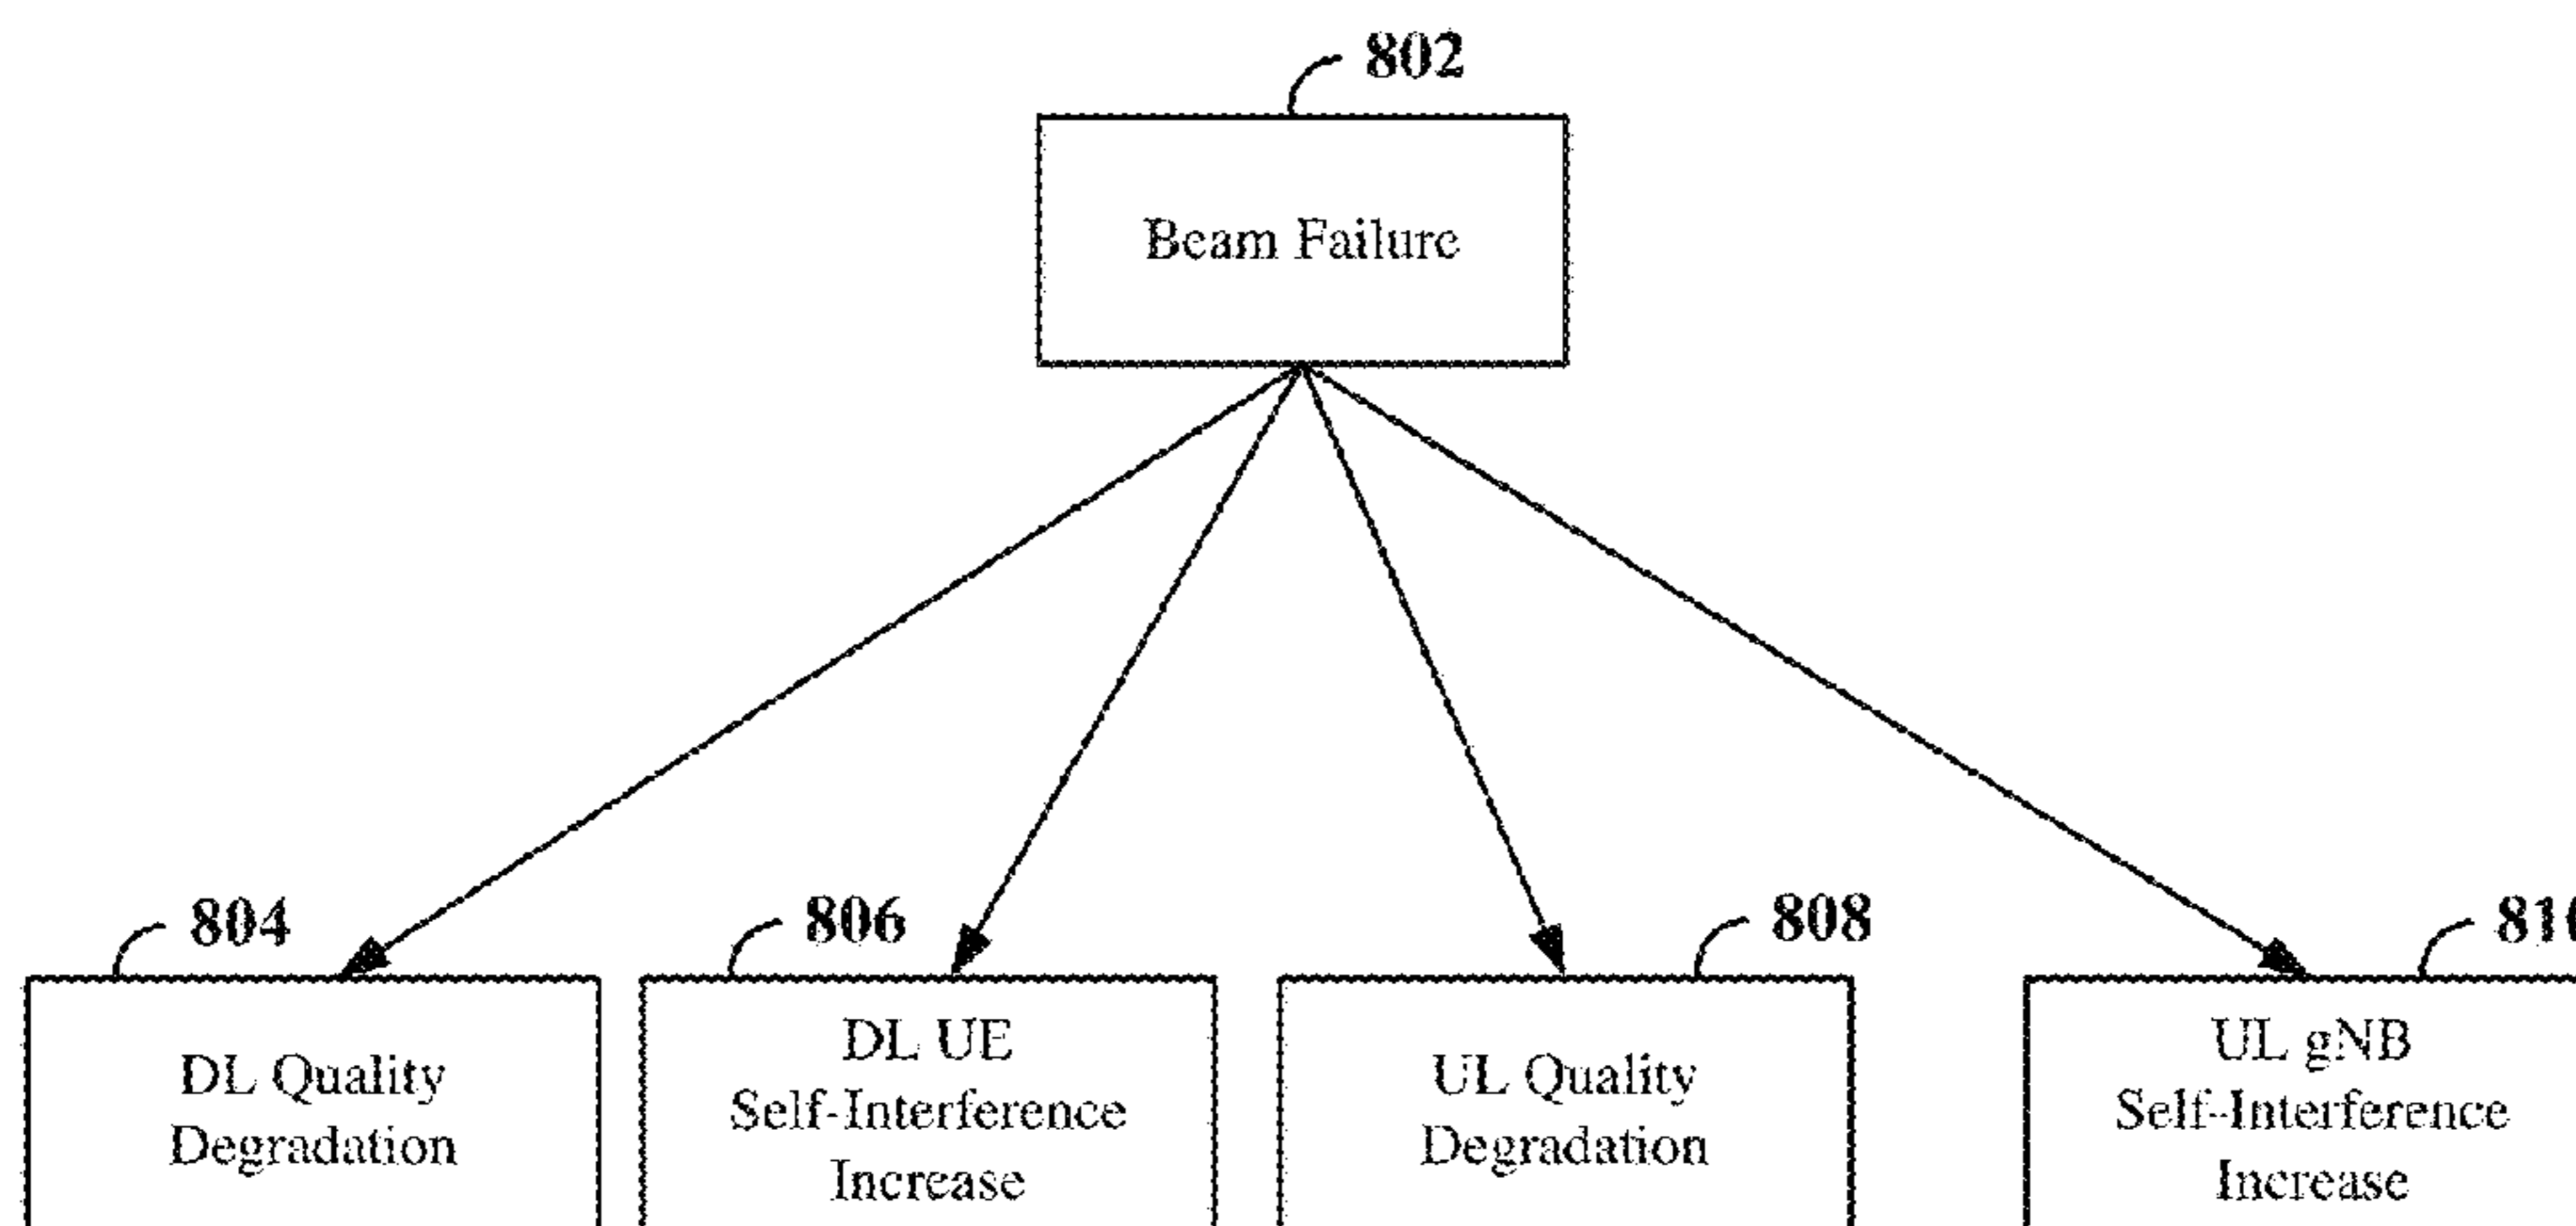 802
Beam Failure
804
806
808
810
DL Quality
Degradation
DL UE
Self-Interference
Increase
UL Quality
Degradation
UL gNB
Self-Interference
Increase